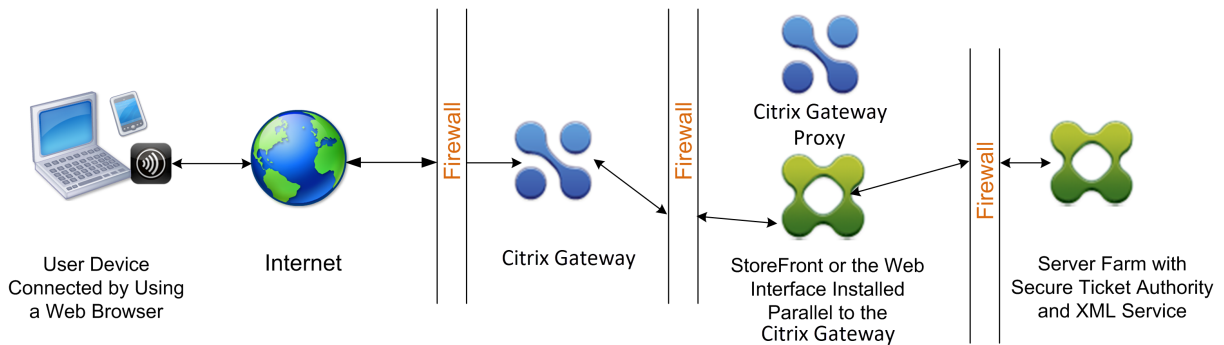 Firewall
Firewall
Firewall
Citrix Gateway
Proxy
User Device
Connected by Using
a Web Browser
Internet
Citrix Gateway
StoreFront or the Web
Interface Installed
Parallel to the
Citrix Gateway
Server Farm with
Secure Ticket Authority
and XML Service